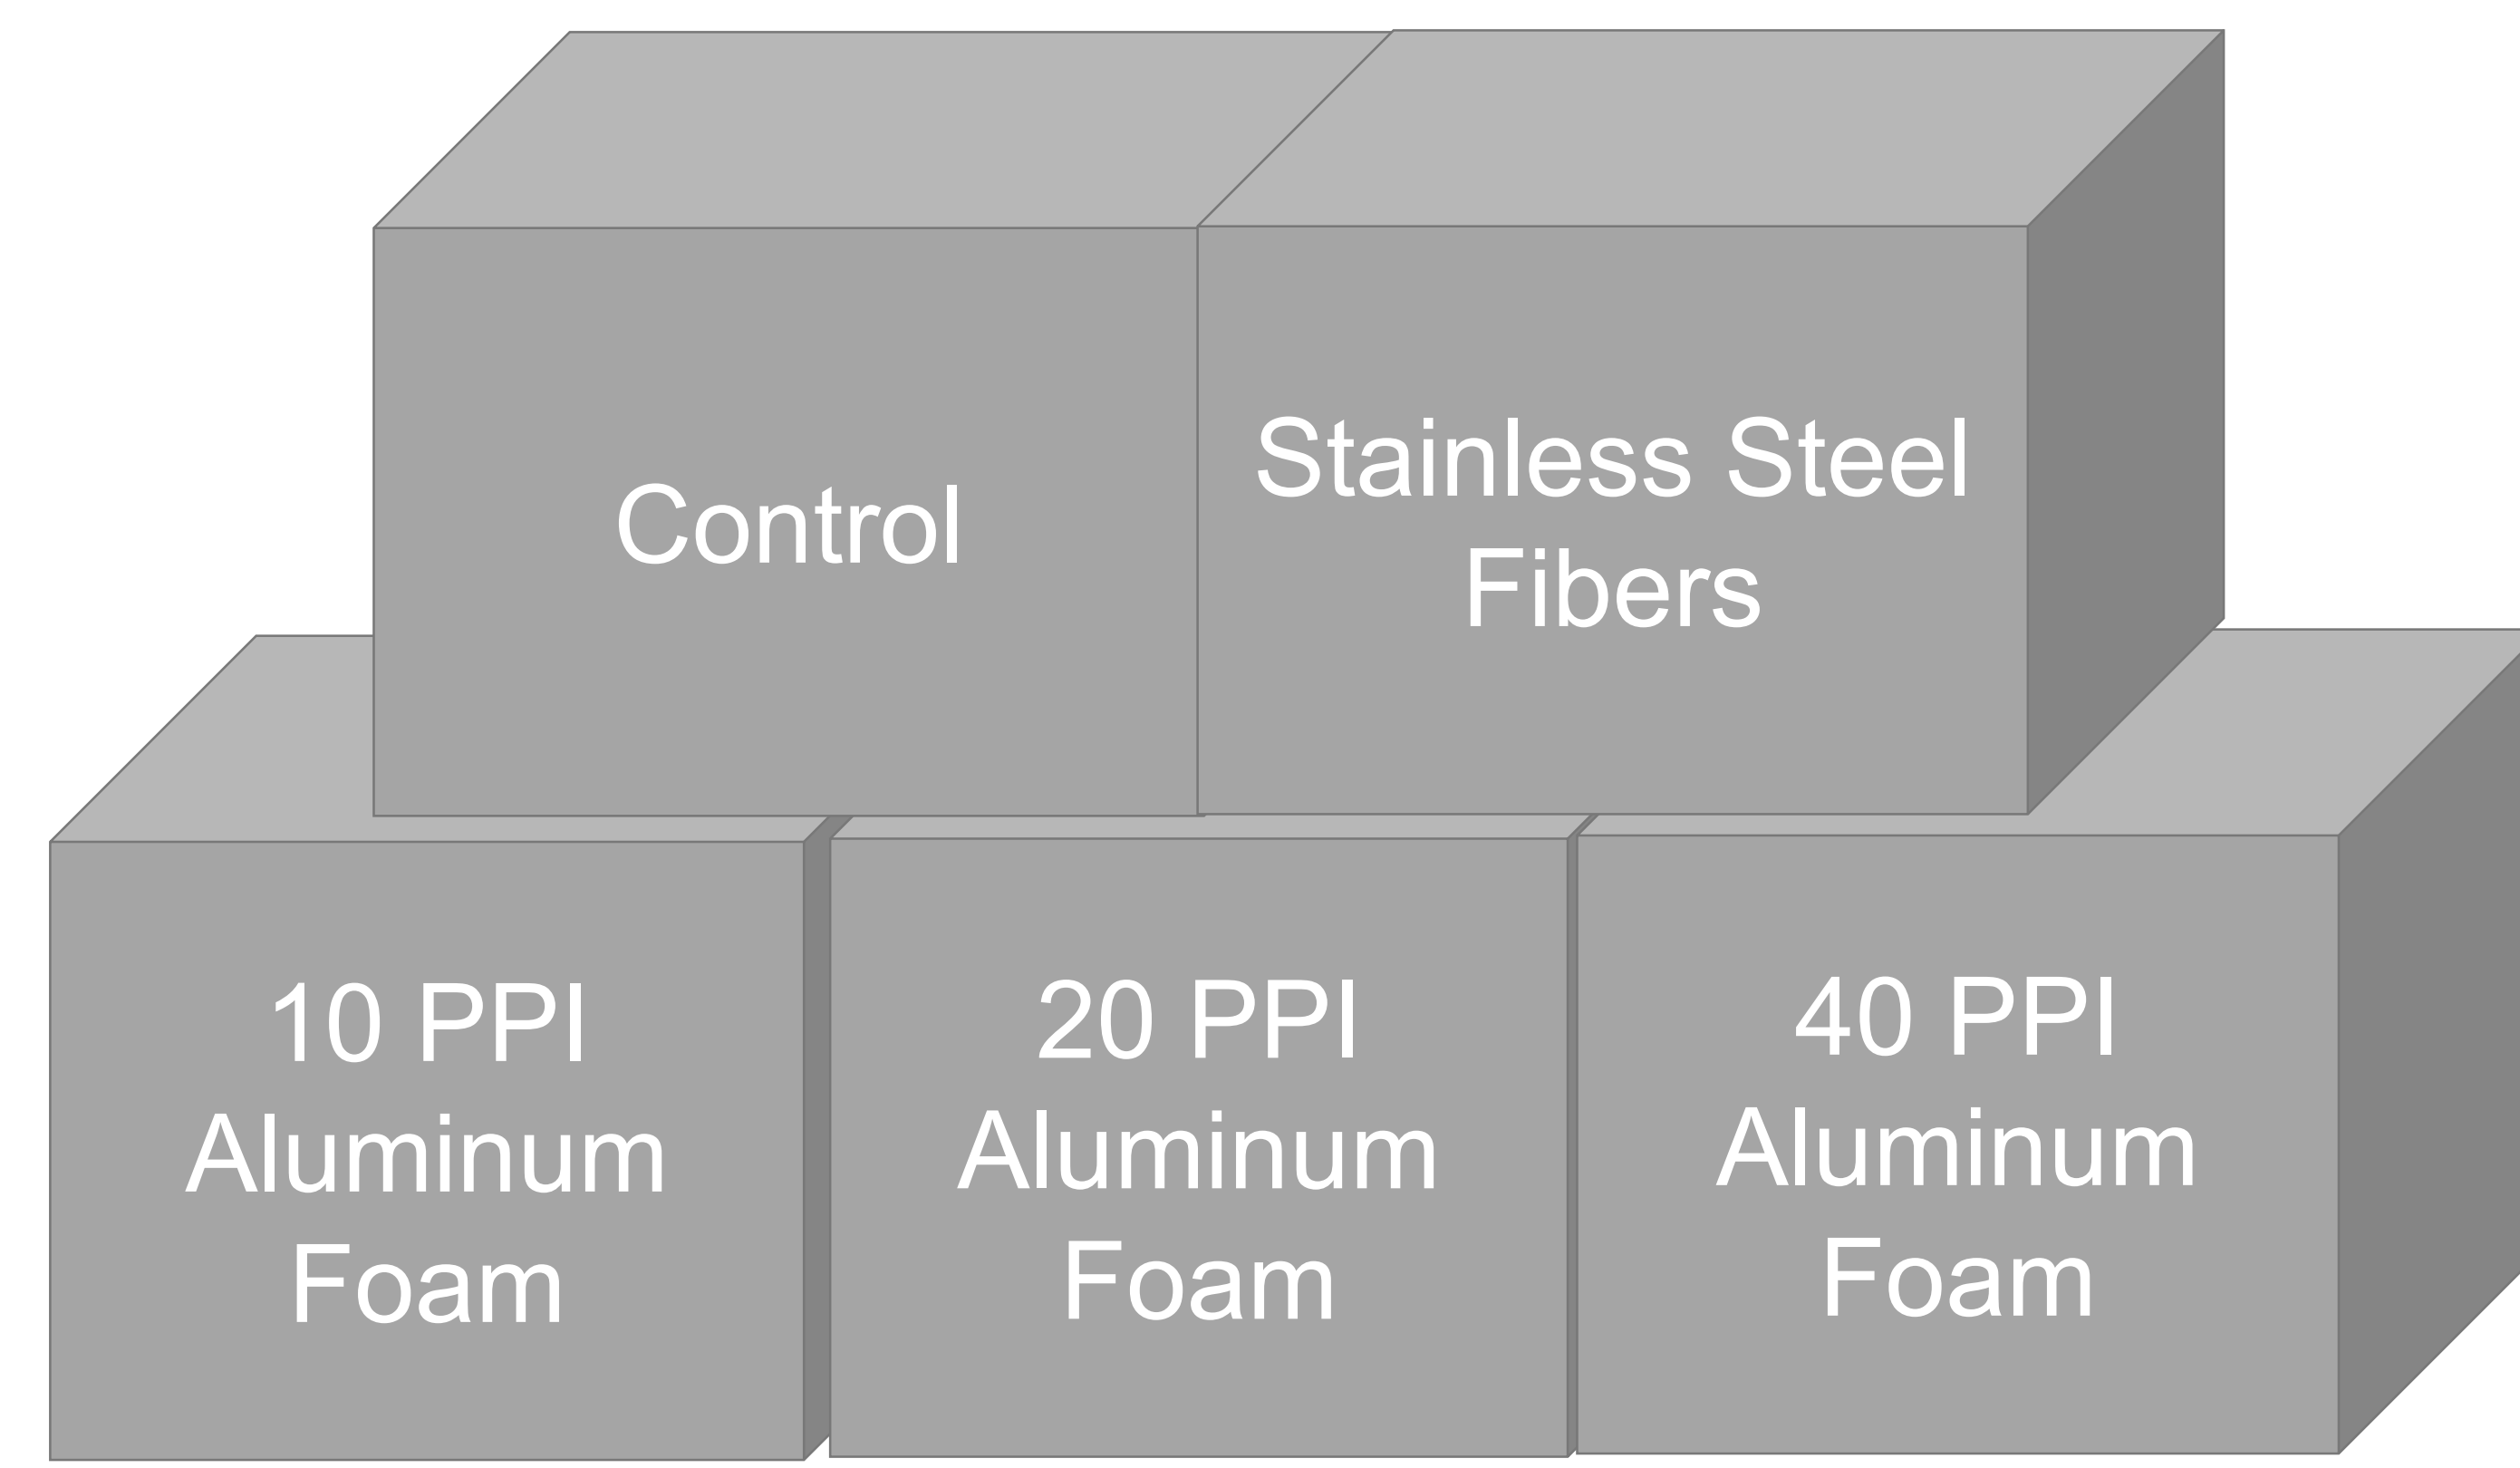 Control
Stainless Steel
Fibers
10 PPI
Aluminum
Foam
20 PPI
Aluminum
Foam
40 PPI
Aluminum
Foam